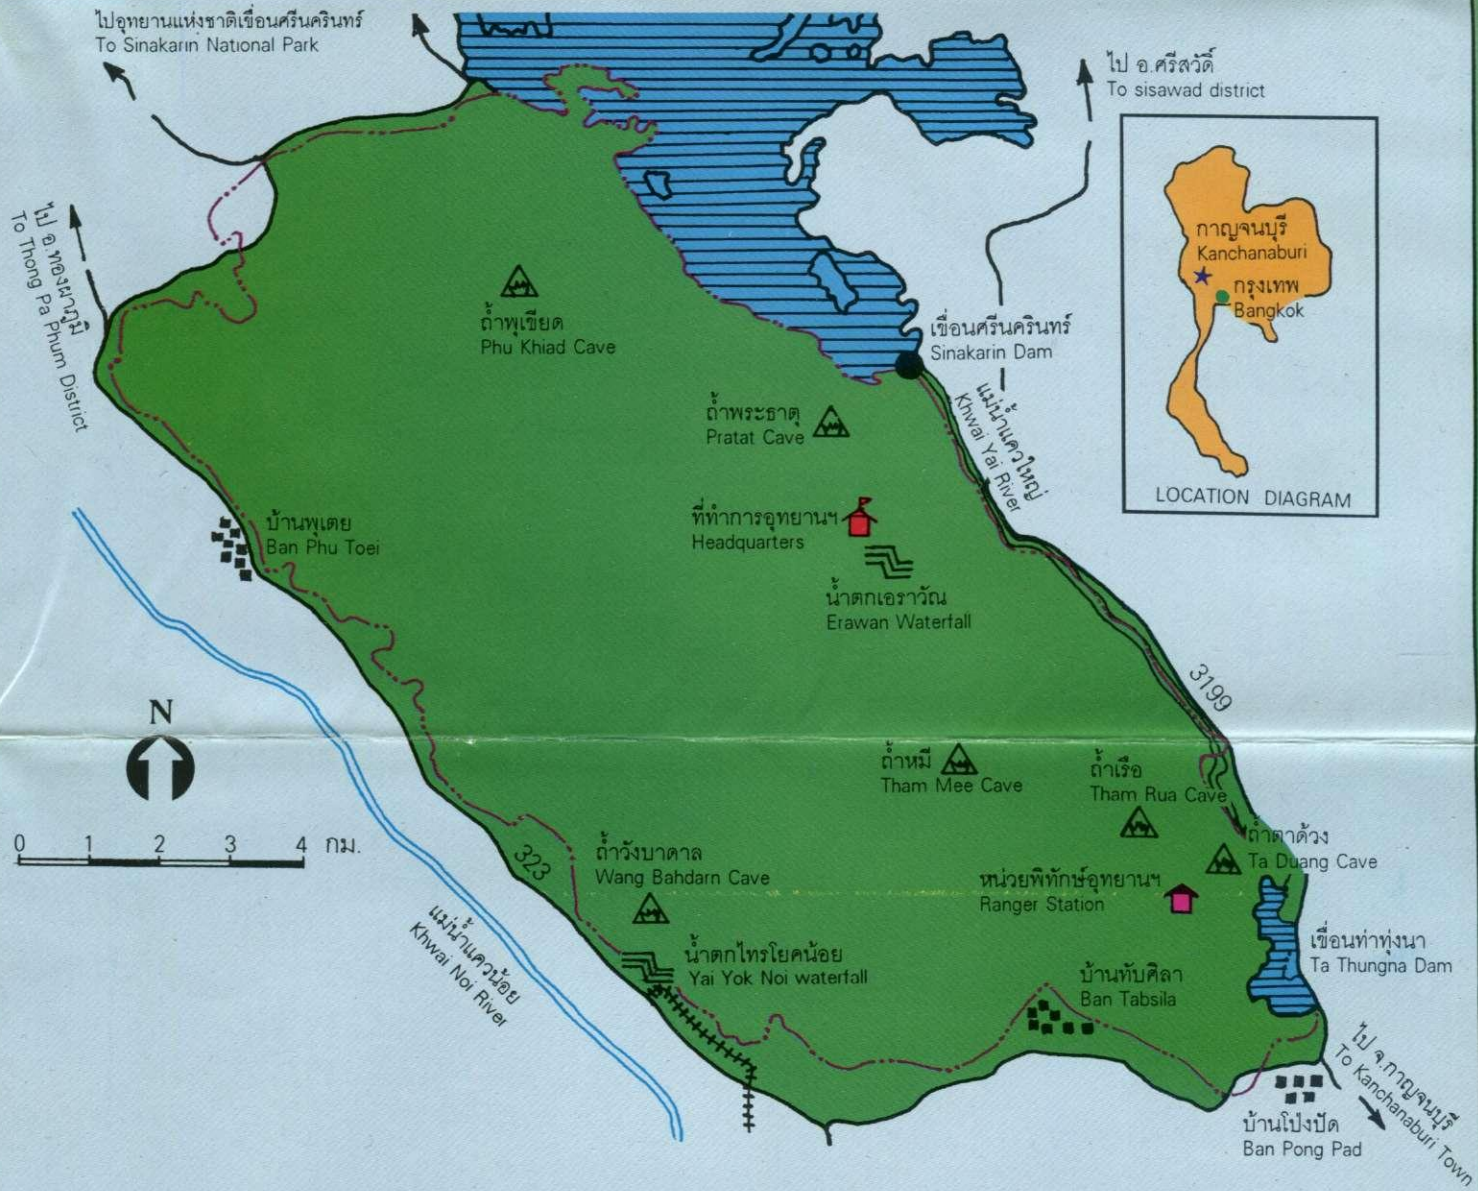 ไปอุทยานแห่งชาติเขื่อนศรีนครินทร์
To Sinakarin National Park
ไป อ.ศรีสวัดิ์
To sisawad district
กาญจนบุรี
Kanchanaburi
กรุงเทพ
Bangkok
LOCATION DIAGRAM
ไป อ.ทองผาภูมิ
To Thong Pa Phum District
ถ้ำพุเขียด
Phu Khiad Cave
เขื่อนศรีนครินทร์
Sinakarin Dam
แม่น้ำแควใหญ่
Khwai Yai River
ถ้ำพระธาตุ
Pratat Cave
ที่ทำการอุทยานฯ
Headquarters
บ้านพุเตย
Ban Phu Toei
น้ำตกเอราวัณ
Erawan Waterfall
3199
N
0 1 2 3 4 กม.
ถ้ำหมี
Tham Mee Cave
ถ้ำเรือ
Tham Rua Cave
ถ้ำตาด้วง
Ta Duang Cave
323
ถ้ำวังบาดาล
Wang Bahdarn Cave
หน่วยพิทักษ์อุทยานฯ
Ranger Station
แม่น้ำแควน้อย
Khwai Noi River
น้ำตกไทรโยคน้อย
Yai Yok Noi waterfall
เขื่อนท่าทุ่งนา
Ta Thungna Dam
บ้านทับศิลา
Ban Tabsila
ไป จ.กาญจนบุรี
To Kanchanaburi Town
บ้านโป่งปัด
Ban Pong Pad